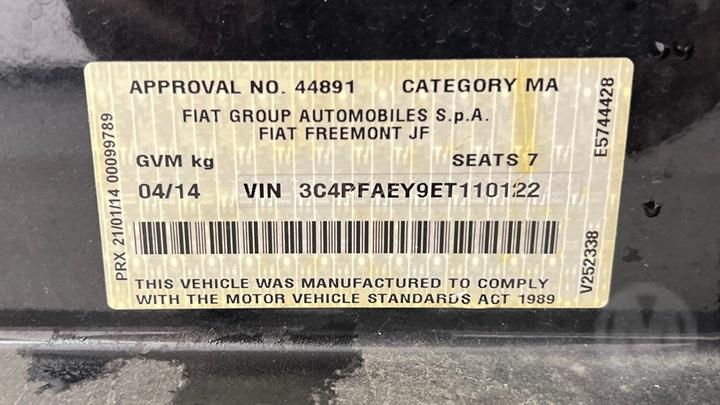 APPROVAL NO. 44891 CATEGORY MA
FIAT GROUP AUTOMOBILES S.p.A.
FIAT FREEMONT JF
GVM kg SEATS 7
04/14 VIN 3C4PFAEY9ET110122
THIS VEHICLE WAS MANUFACTURED TO COMPLY
WITH THE MOTOR VEHICLE STANDARDS ACT 1989
PRX 21/01/14 00099789
E5744428
V252338
M